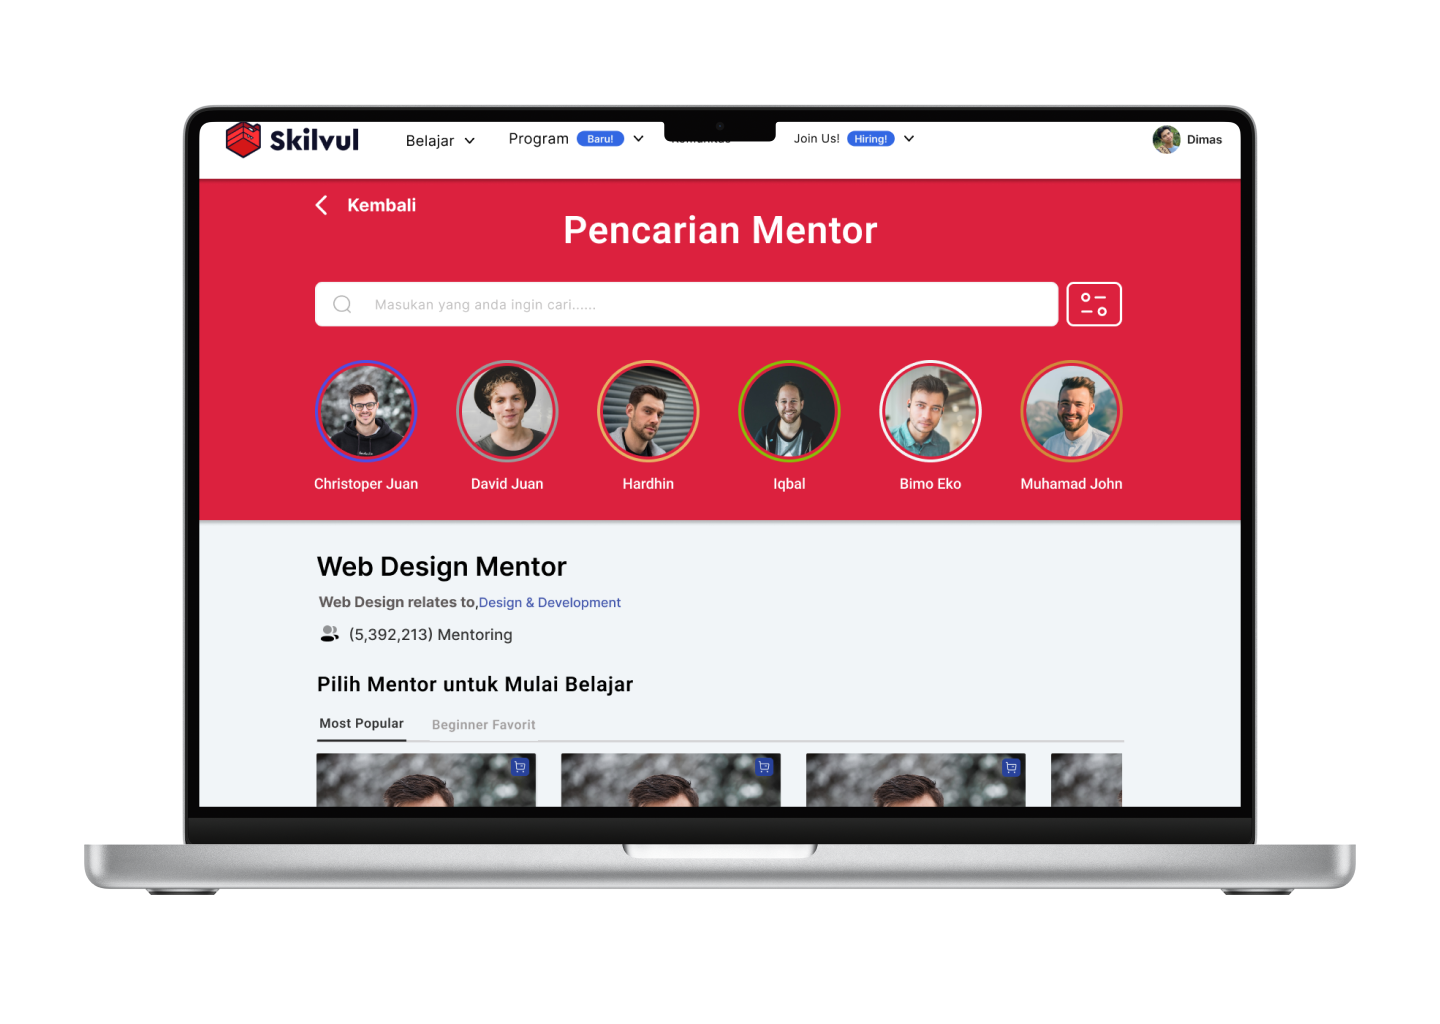 Skilvul
Belajar
Program Baru!
Join Us! Hiring!
Dimas
Kembali
Pencarian Mentor
Masukan yang anda ingin cari......
Christoper Juan
David Juan
Hardhin
Iqbal
Bimo Eko
Muhamad John
Web Design Mentor
Web Design relates to,Design & Development
(5,392,213) Mentoring
Pilih Mentor untuk Mulai Belajar
Most Popular
Beginner Favorit